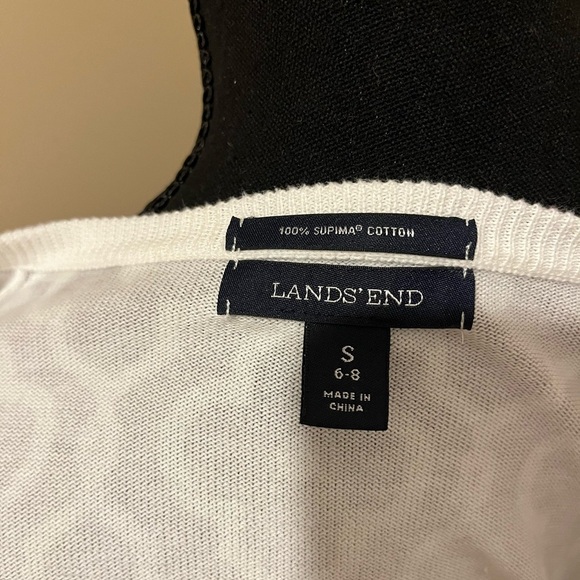 100% SUPIMA® COTTON
LANDS' END
S
6-8
MADE IN
CHINA